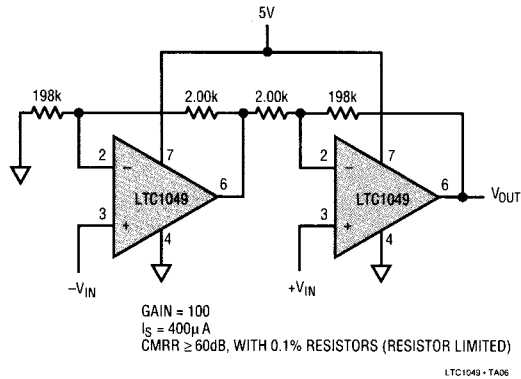 5V
198k
2.00k
2.00k
198k
2
−
7
LTC1049
6
3
+
4
−VIN
2
−
7
LTC1049
6
VOUT
3
+
4
+VIN
GAIN = 100
IS = 400µA
CMRR ≥ 60dB, WITH 0.1% RESISTORS (RESISTOR LIMITED)
LTC1049 • TA06